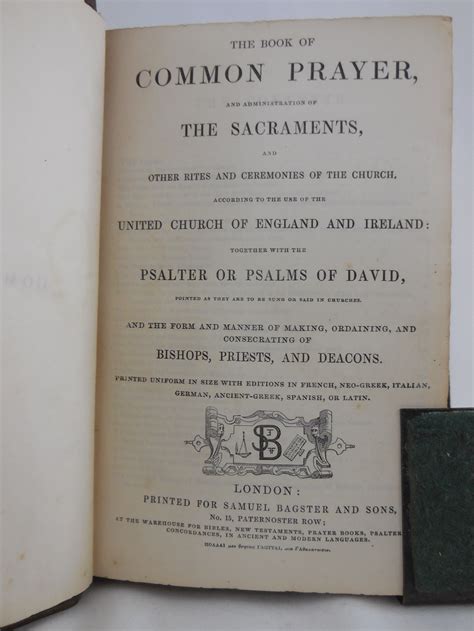 THE BOOK OF
COMMON PRAYER,
AND ADMINISTRATION OF
THE SACRAMENTS,
AND
OTHER RITES AND CEREMONIES OF THE CHURCH,
ACCORDING TO THE USE OF THE
UNITED CHURCH OF ENGLAND AND IRELAND:
TOGETHER WITH THE
PSALTER OR PSALMS OF DAVID,
POINTED AS THEY ARE TO BE SUNG OR SAID IN CHURCHES.
AND THE FORM AND MANNER OF MAKING, ORDAINING, AND
CONSECRATING OF
BISHOPS, PRIESTS, AND DEACONS.
PRINTED UNIFORM IN SIZE WITH EDITIONS IN FRENCH, NEO-GREEK, ITALIAN,
GERMAN, ANCIENT-GREEK, SPANISH, OR LATIN.
SB
LONDON:
PRINTED FOR SAMUEL BAGSTER AND SONS,
No. 15, PATERNOSTER ROW;
AT THE WAREHOUSE FOR BIBLES, NEW TESTAMENTS, PRAYER BOOKS, PSALTER
CONCORDANCES, IN ANCIENT AND MODERN LANGUAGES.